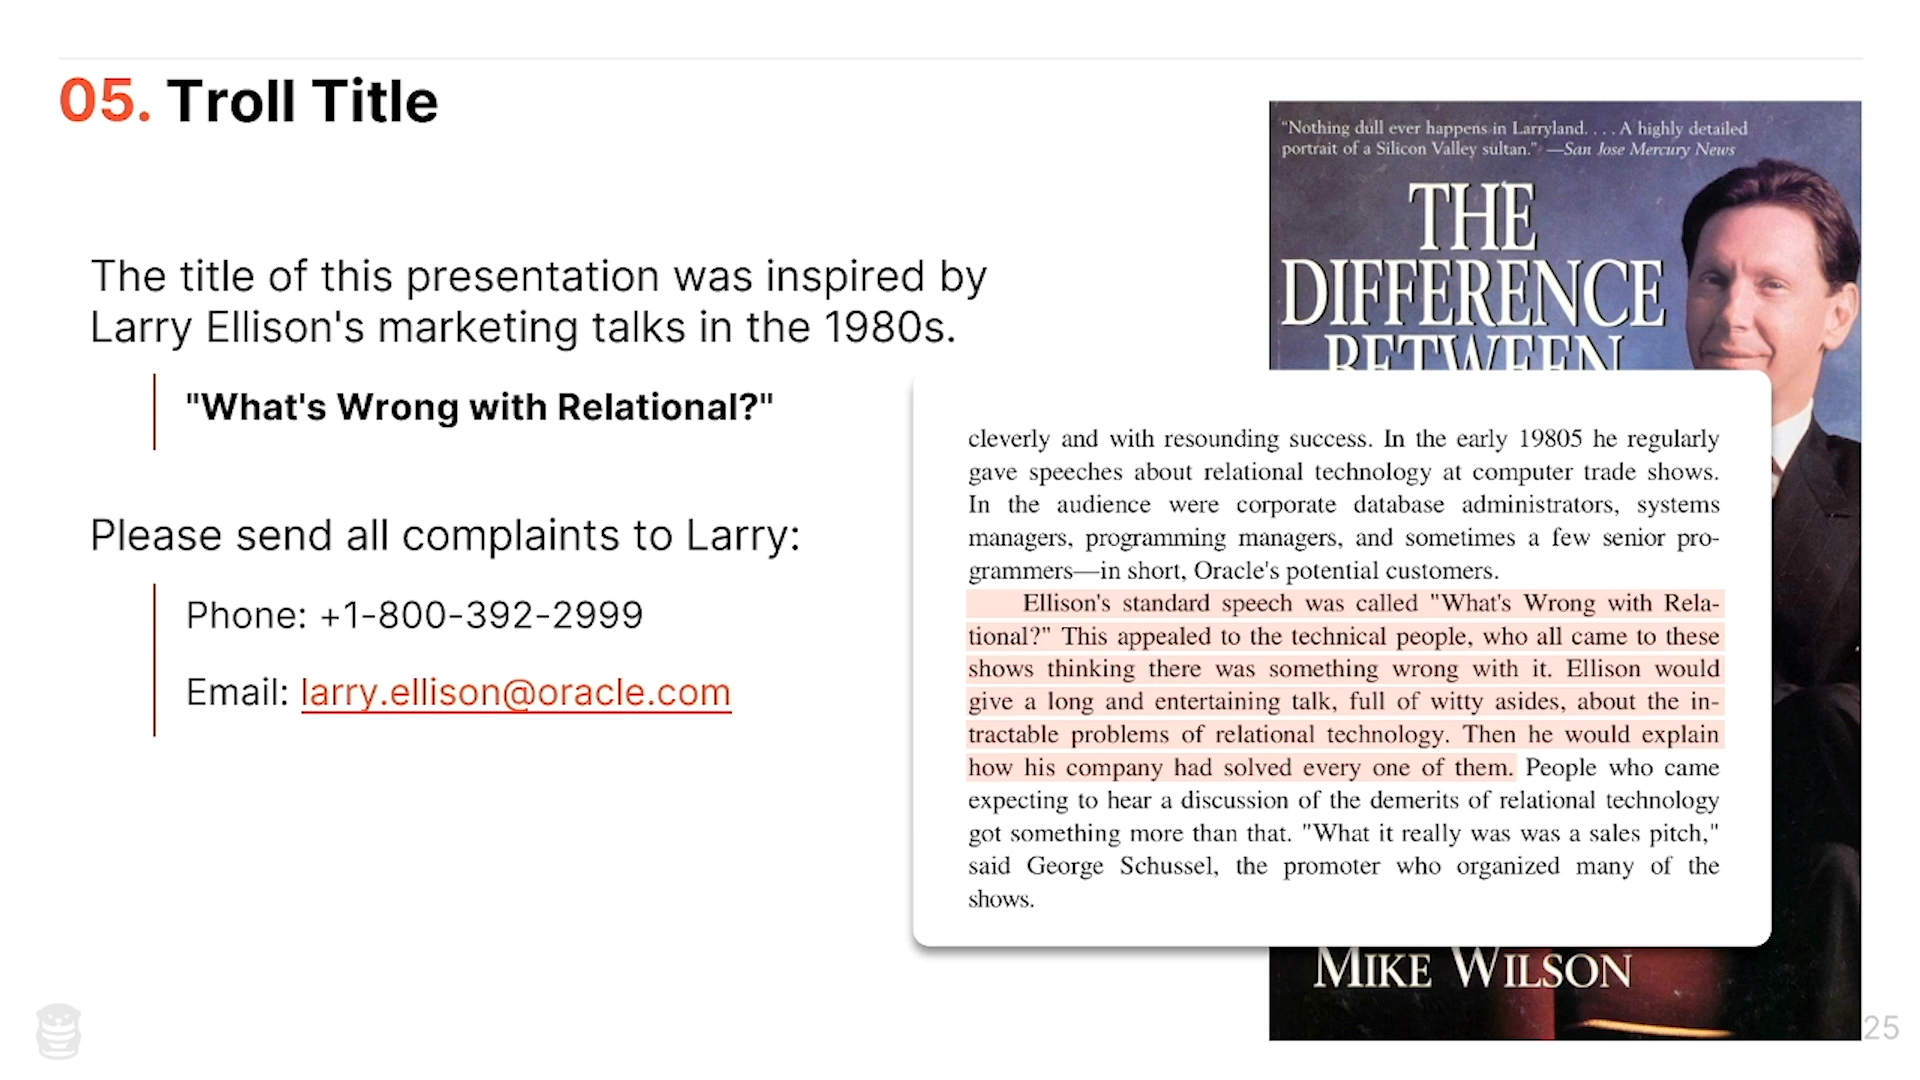 05. Troll Title
The title of this presentation was inspired by
Larry Ellison's marketing talks in the 1980s.
"What's Wrong with Relational?"
Please send all complaints to Larry:
Phone: +1-800-392-2999
Email: larry.ellison@oracle.com
"Nothing dull ever happens in Larryland. . . . A highly detailed
portrait of a Silicon Valley sultan." —San Jose Mercury News
THE
DIFFERENCE
BETWEEN
cleverly and with resounding success. In the early 19805 he regularly
gave speeches about relational technology at computer trade shows.
In the audience were corporate database administrators, systems
managers, programming managers, and sometimes a few senior pro-
grammers—in short, Oracle's potential customers.
Ellison's standard speech was called "What's Wrong with Rela-
tional?" This appealed to the technical people, who all came to these
shows thinking there was something wrong with it. Ellison would
give a long and entertaining talk, full of witty asides, about the in-
tractable problems of relational technology. Then he would explain
how his company had solved every one of them. People who came
expecting to hear a discussion of the demerits of relational technology
got something more than that. "What it really was was a sales pitch,"
said George Schussel, the promoter who organized many of the
shows.
MIKE WILSON
25